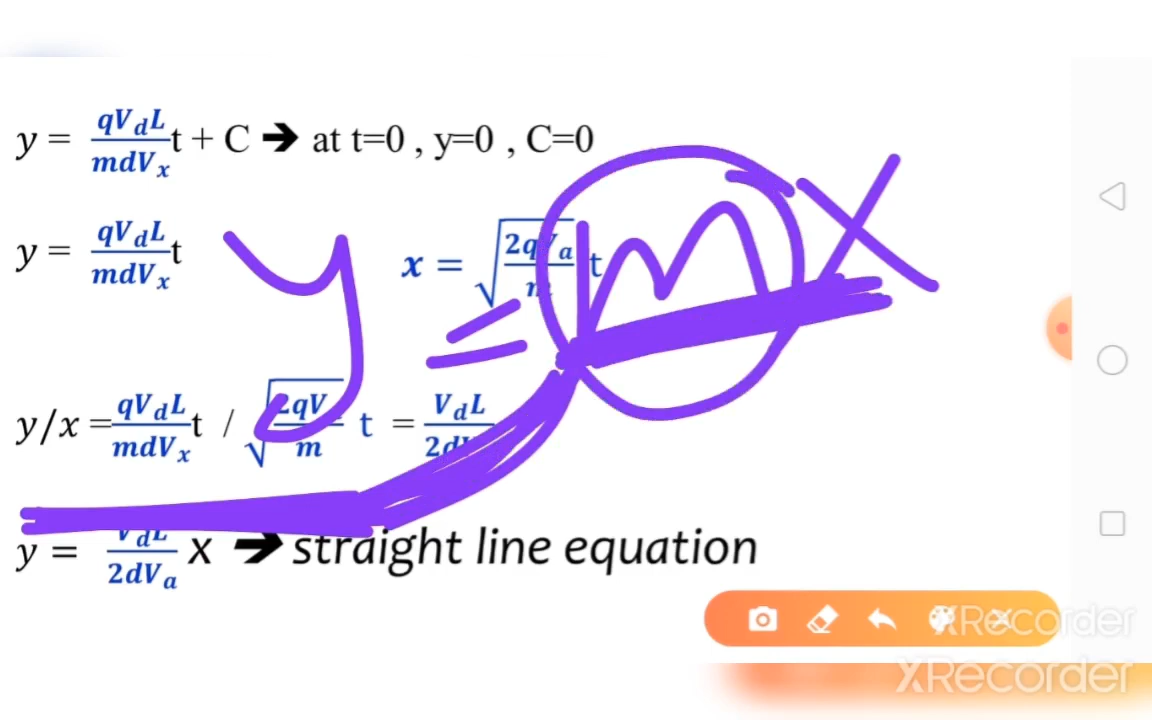 y = qV_dL/mdV_x t + C ➔ at t=0 , y=0 , C=0
y = qV_dL/mdV_x t
x = √(2qV_a/m) t
y = mx
y/x = qV_dL/mdV_x t / √(2qV/m) t = V_dL/2d
y = V_dL/2dV_a x ➔ straight line equation
XRecorder
XRecorder